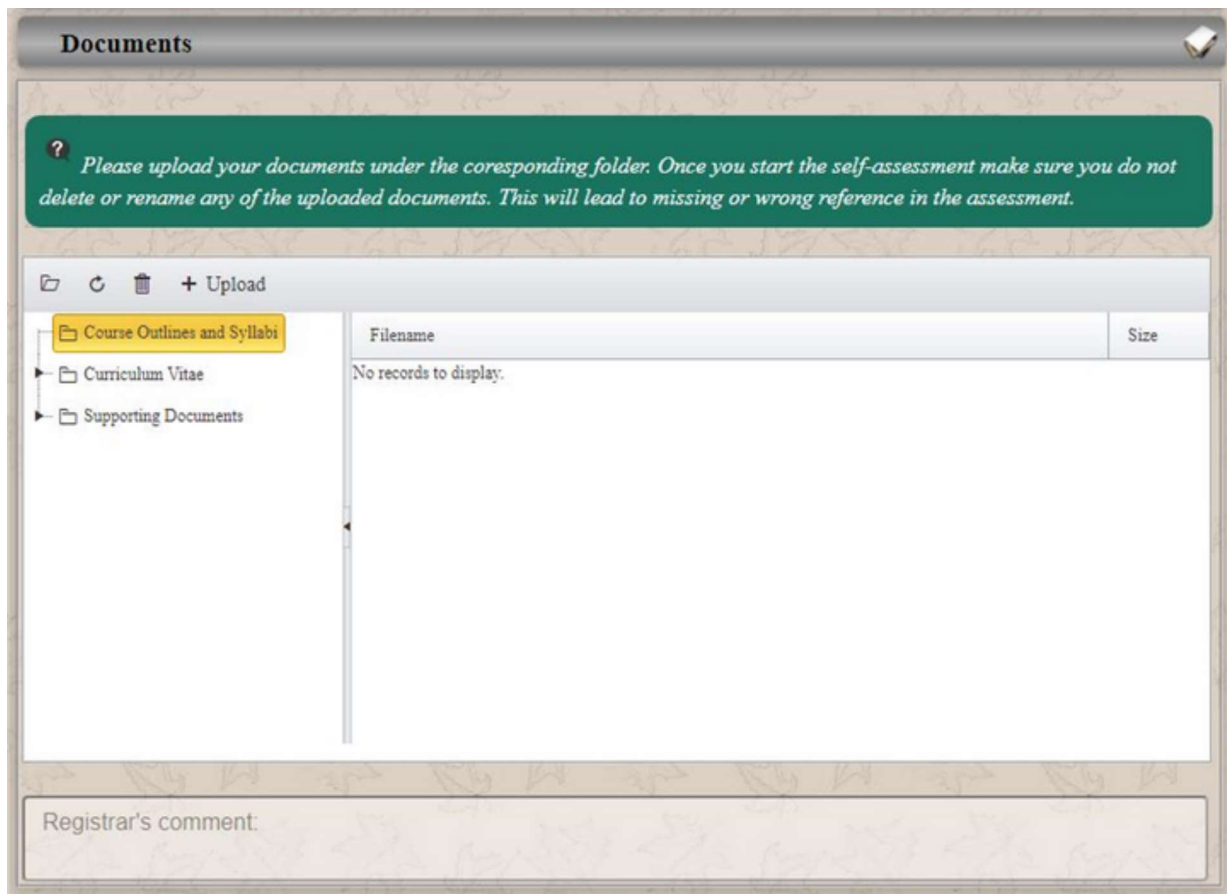 Documents
? Please upload your documents under the coresponding folder. Once you start the self-assessment make sure you do not
delete or rename any of the uploaded documents. This will lead to missing or wrong reference in the assessment.
+ Upload
Course Outlines and Syllabi
Curriculum Vitae
Supporting Documents
Filename Size
No records to display.
Registrar's comment: